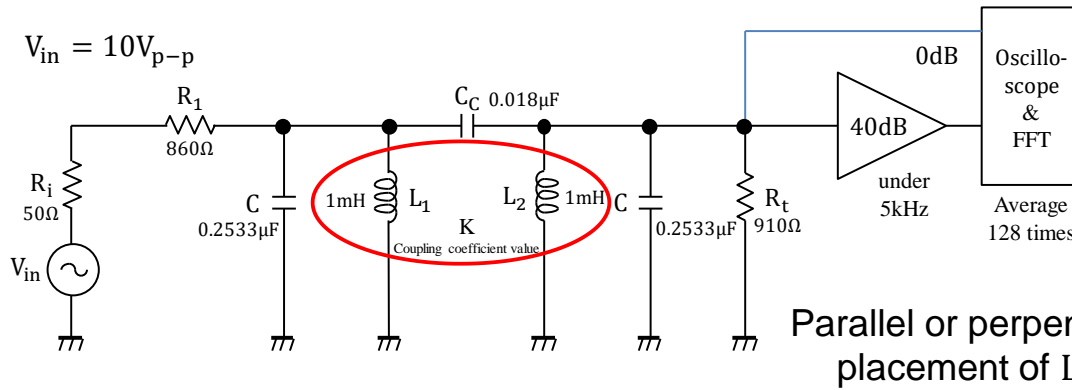 V_in = 10V_p−p
R_1
860Ω
C_C 0.018μF
0dB
Oscillo-
scope
&
FFT
40dB
R_i
50Ω
C
0.2533μF
1mH
L_1
L_2
1mH
K
Coupling coefficient value
C
0.2533μF
R_t
910Ω
under
5kHz
Average
128 times
V_in
Parallel or perper
placement of L